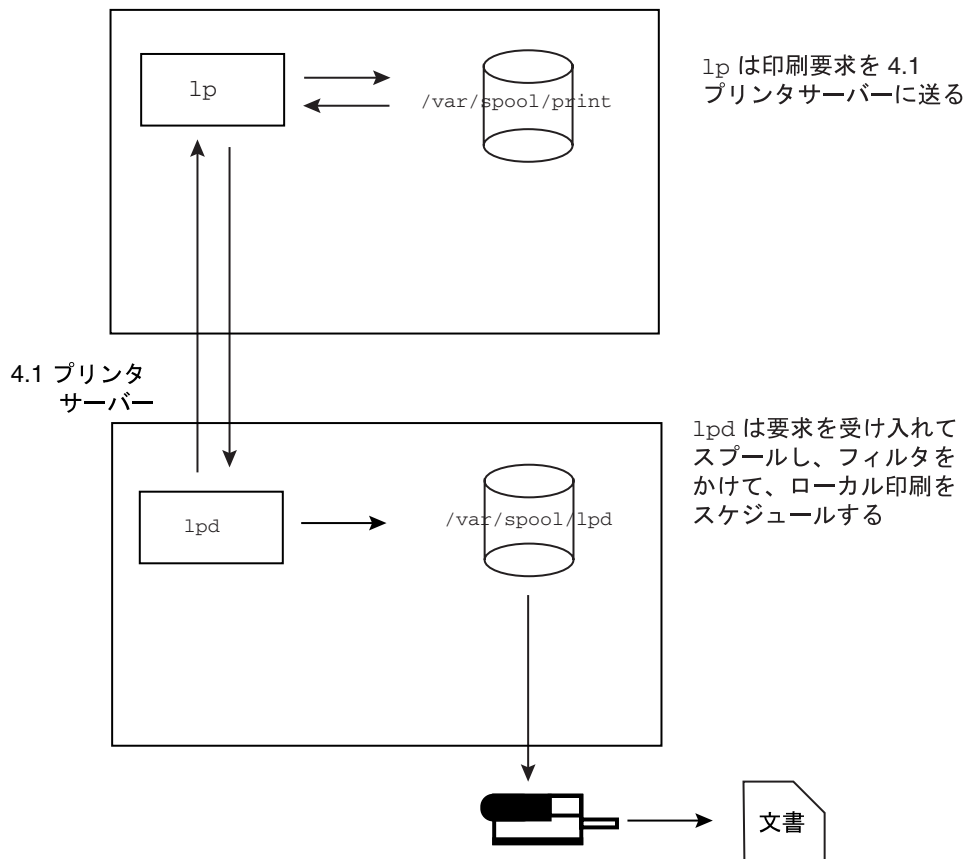 lp
/var/spool/print
lp は印刷要求を 4.1
プリンタサーバーに送る
4.1 プリンタ
サーバー
lpd
/var/spool/lpd
lpd は要求を受け入れて
スプールし、フィルタを
かけて、ローカル印刷を
スケジュールする
文書